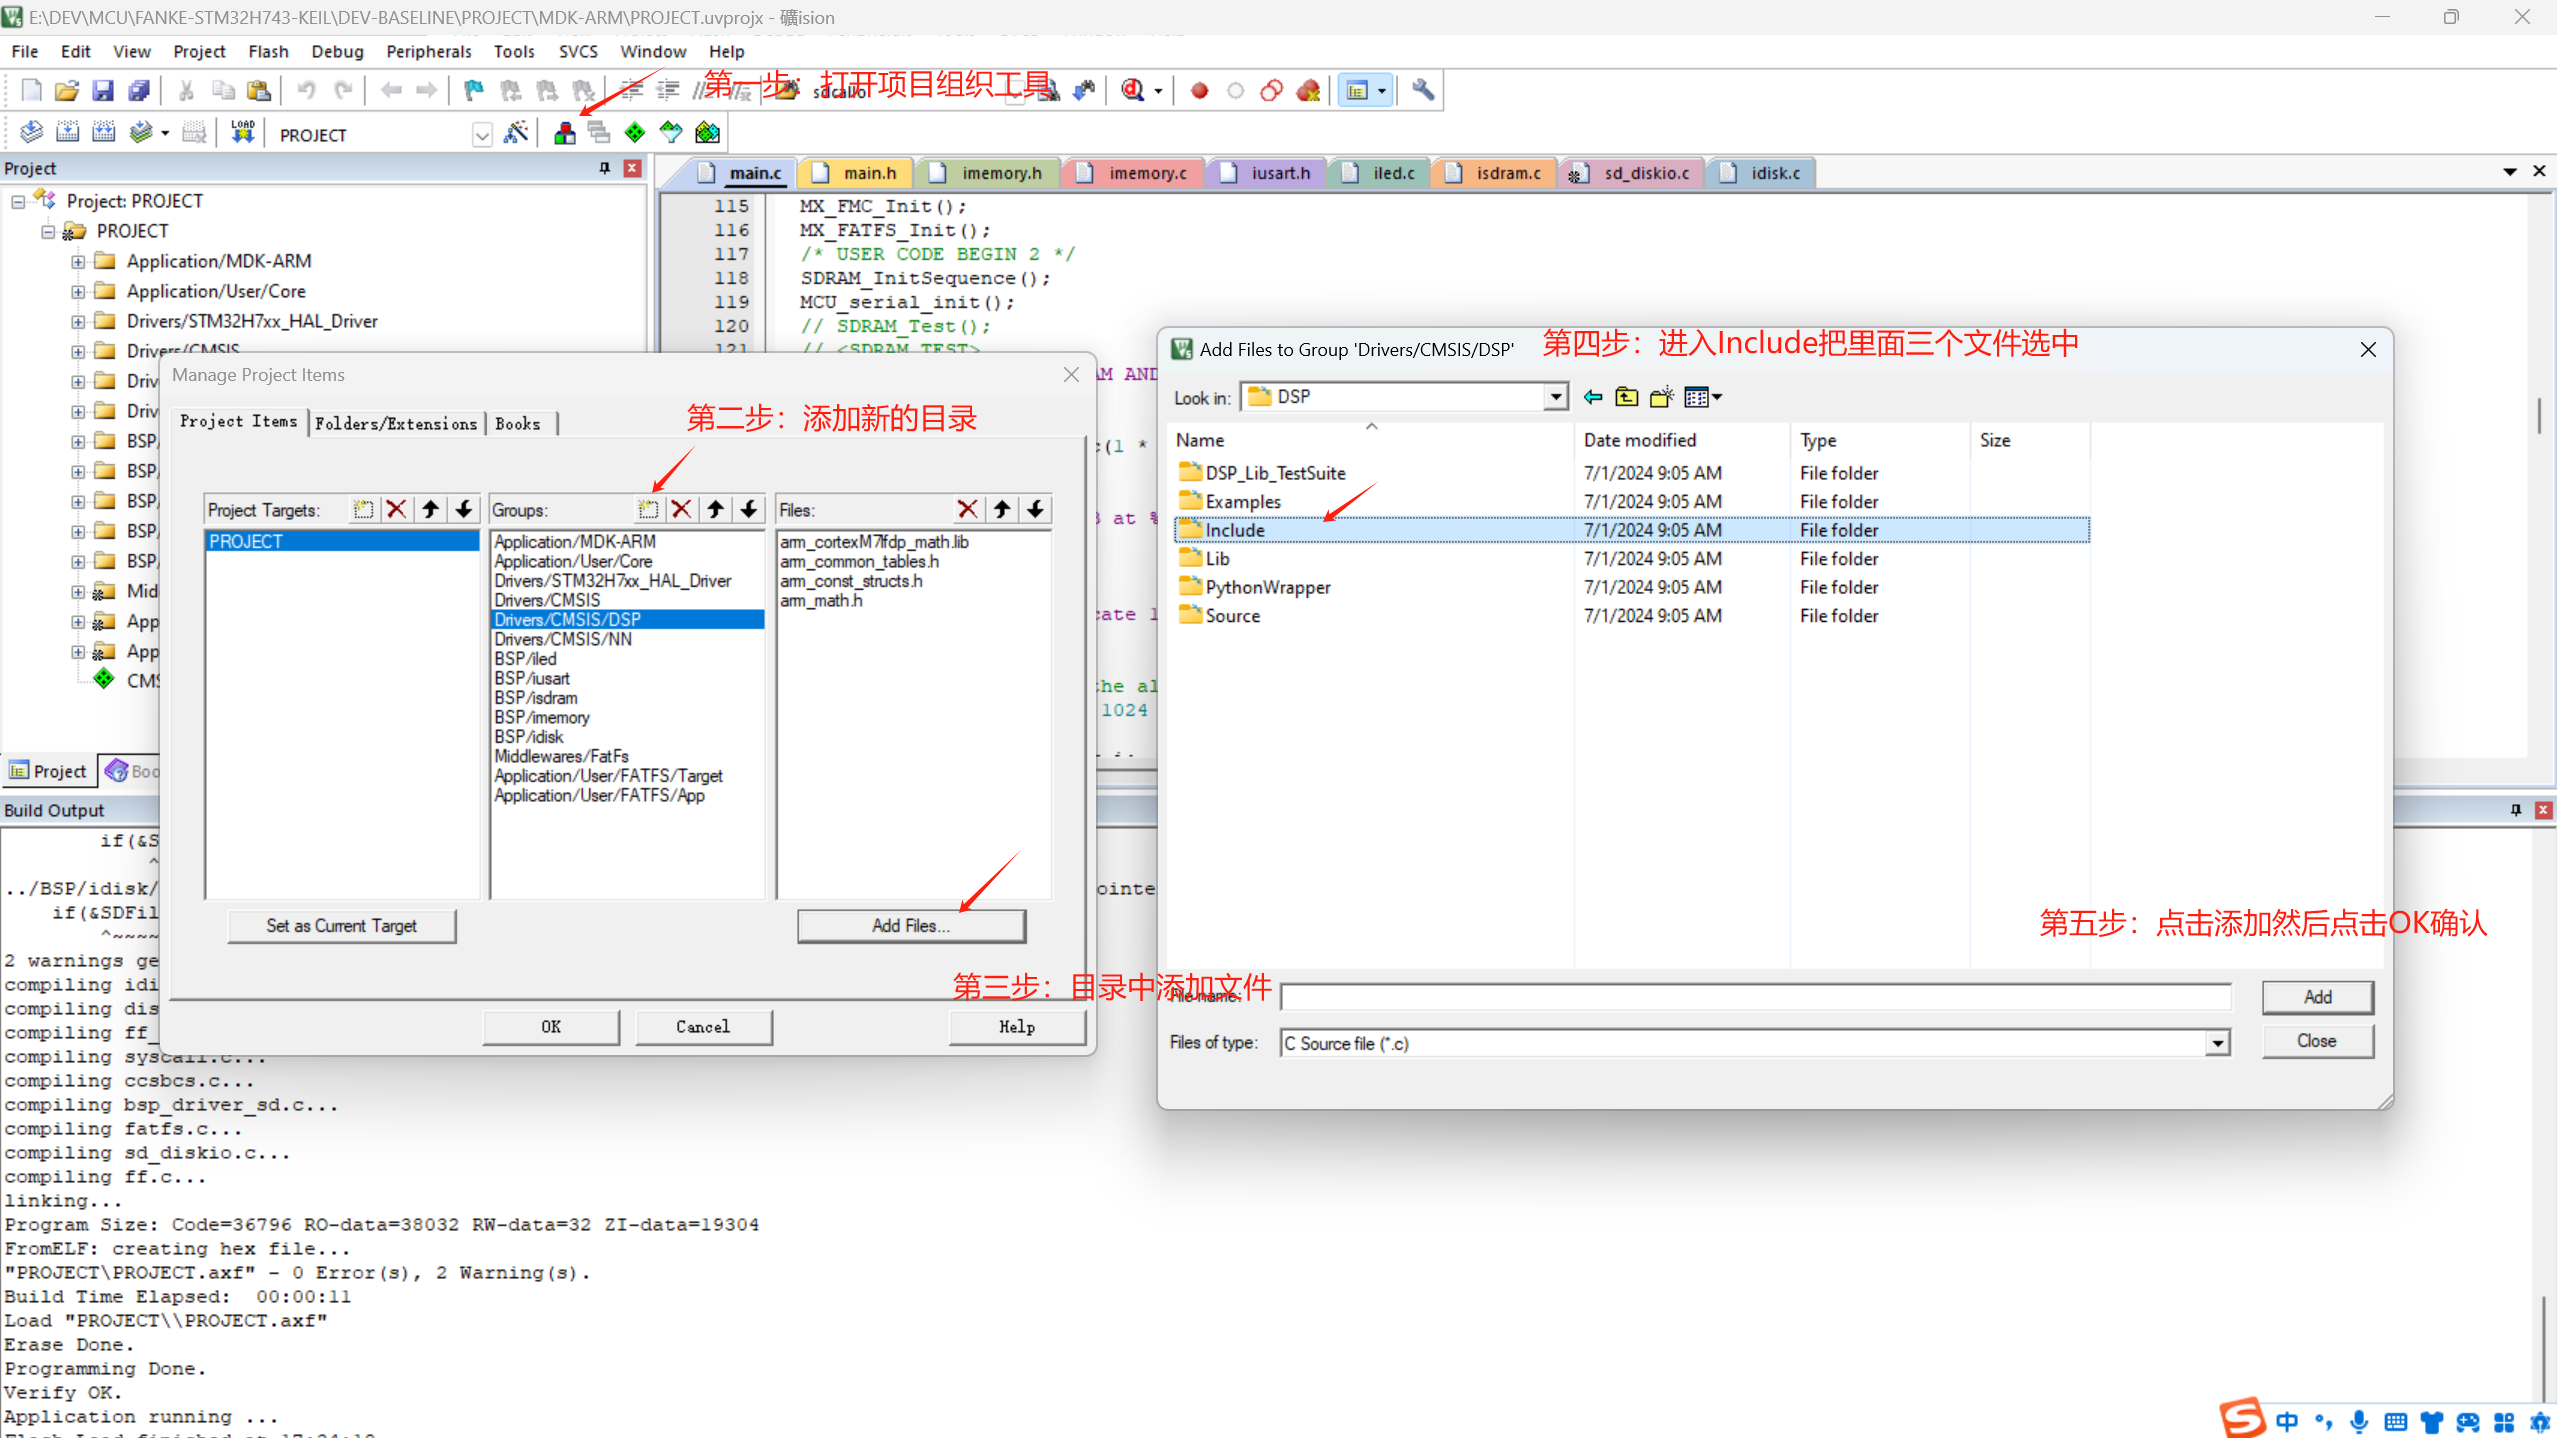 E:\DEV\MCU\FANKE-STM32H743-KEIL\DEV-BASELINE\PROJECT\MDK-ARM\PROJECT.uvprojx - 礦ision
File Edit View Project Flash Debug Peripherals Tools SVCS Window Help
第一步：打开项目组织工具
sdcallo
LOAD PROJECT
Project
main.c main.h imemory.h imemory.c iusart.h iled.c isdram.c sd_diskio.c idisk.c
Project: PROJECT
PROJECT
Application/MDK-ARM
Application/User/Core
Drivers/STM32H7xx_HAL_Driver
Drivers/CMSIS
Driv
Driv
BSP/
BSP/
BSP/
BSP/
BSP/
Mid
App
App
CMS
Project Boo
115 MX_FMC_Init();
116 MX_FATFS_Init();
117 /* USER CODE BEGIN 2 */
118 SDRAM_InitSequence();
119 MCU_serial_init();
120 // SDRAM_Test();
121 // <SDRAM TEST>
AM AND
c(1 *
3 at %
cate l
the al
1024
Manage Project Items
Project Items Folders/Extensions Books
第二步：添加新的目录
Project Targets: Groups: Files:
PROJECT
Application/MDK-ARM
Application/User/Core
Drivers/STM32H7xx_HAL_Driver
Drivers/CMSIS
Drivers/CMSIS/DSP
Drivers/CMSIS/NN
BSP/iled
BSP/iusart
BSP/isdram
BSP/imemory
BSP/idisk
Middlewares/FatFs
Application/User/FATFS/Target
Application/User/FATFS/App
arm_cortexM7lfdp_math.lib
arm_common_tables.h
arm_const_structs.h
arm_math.h
Set as Current Target Add Files...
第三步：目录中添加文件
OK Cancel Help
Add Files to Group 'Drivers/CMSIS/DSP'
第四步：进入Include把里面三个文件选中
Look in: DSP
Name Date modified Type Size
DSP_Lib_TestSuite 7/1/2024 9:05 AM File folder
Examples 7/1/2024 9:05 AM File folder
Include 7/1/2024 9:05 AM File folder
Lib 7/1/2024 9:05 AM File folder
PythonWrapper 7/1/2024 9:05 AM File folder
Source 7/1/2024 9:05 AM File folder
第五步：点击添加然后点击OK确认
File name: Add
Files of type: C Source file (*.c) Close
Build Output
if(&S
^
../BSP/idisk/ ointe
if(&SDFil
^~~~~
2 warnings ge
compiling idi
compiling dis
compiling ff_
compiling syscall.c...
compiling ccsbcs.c...
compiling bsp_driver_sd.c...
compiling fatfs.c...
compiling sd_diskio.c...
compiling ff.c...
linking...
Program Size: Code=36796 RO-data=38032 RW-data=32 ZI-data=19304
FromELF: creating hex file...
"PROJECT\PROJECT.axf" - 0 Error(s), 2 Warning(s).
Build Time Elapsed:  00:00:11
Load "PROJECT\\PROJECT.axf"
Erase Done.
Programming Done.
Verify OK.
Application running ...
中